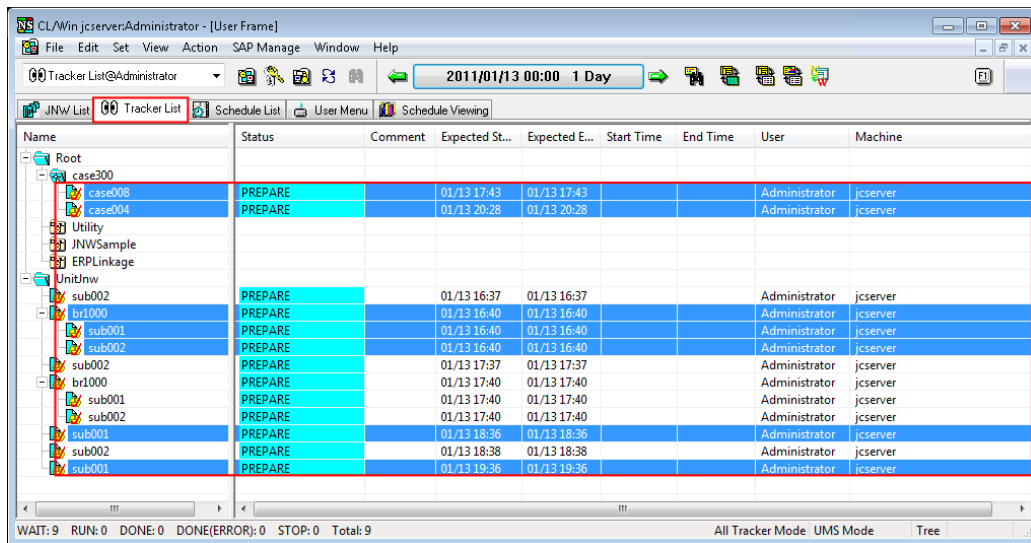 NS CL/Win jcserver:Administrator - [User Frame]
File Edit Set View Action SAP Manage Window Help
Tracker List@Administrator 2011/01/13 00:00 1 Day F1
JNW List Tracker List Schedule List User Menu Schedule Viewing
Name Status Comment Expected St... Expected E... Start Time End Time User Machine
Root
case300
case008 PREPARE 01/13 17:43 01/13 17:43 Administrator jcserver
case004 PREPARE 01/13 20:28 01/13 20:28 Administrator jcserver
Utility
JNWSample
ERPLinkage
UnitJnw
sub002 PREPARE 01/13 16:37 01/13 16:37 Administrator jcserver
br1000 PREPARE 01/13 16:40 01/13 16:40 Administrator jcserver
sub001 PREPARE 01/13 16:40 01/13 16:40 Administrator jcserver
sub002 PREPARE 01/13 16:40 01/13 16:40 Administrator jcserver
sub002 PREPARE 01/13 17:37 01/13 17:37 Administrator jcserver
br1000 PREPARE 01/13 17:40 01/13 17:40 Administrator jcserver
sub001 PREPARE 01/13 17:40 01/13 17:40 Administrator jcserver
sub002 PREPARE 01/13 17:40 01/13 17:40 Administrator jcserver
sub001 PREPARE 01/13 18:36 01/13 18:36 Administrator jcserver
sub002 PREPARE 01/13 18:38 01/13 18:38 Administrator jcserver
sub001 PREPARE 01/13 19:36 01/13 19:36 Administrator jcserver
WAIT: 9 RUN: 0 DONE: 0 DONE(ERROR): 0 STOP: 0 Total: 9 All Tracker Mode UMS Mode Tree